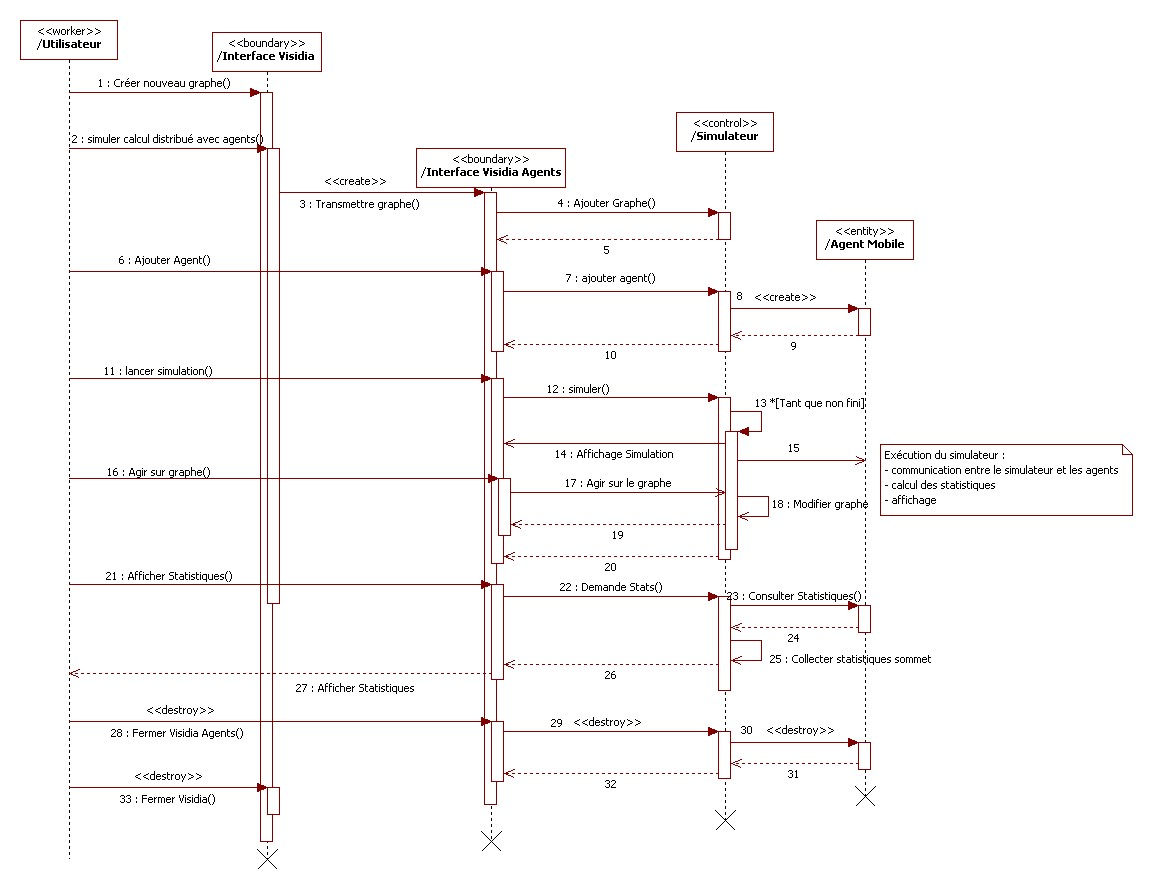 <<worker>>
/Utilisateur
<<boundary>>
/Interface Visidia
1 : Créer nouveau graphe()
<<control>>
/Simulateur
2 : simuler calcul distribué avec agents()
<<boundary>>
/Interface Visidia Agents
<<create>>
3 : Transmettre graphe()
4 : Ajouter Graphe()
<<entity>>
/Agent Mobile
5
6 : Ajouter Agent()
7 : ajouter agent()
8 <<create>>
9
10
11 : lancer simulation()
12 : simuler()
13 *[Tant que non fini]
14 : Affichage Simulation
15
Exécution du simulateur :
- communication entre le simulateur et les agents
- calcul des statistiques
- affichage
16 : Agir sur graphe()
17 : Agir sur le graphe
18 : Modifier graphe
19
20
21 : Afficher Statistiques()
22 : Demande Stats()
23 : Consulter Statistiques()
24
25 : Collecter statistiques sommet
26
27 : Afficher Statistiques
<<destroy>>
28 : Fermer Visidia Agents()
29 <<destroy>>
30 <<destroy>>
31
32
<<destroy>>
33 : Fermer Visidia()